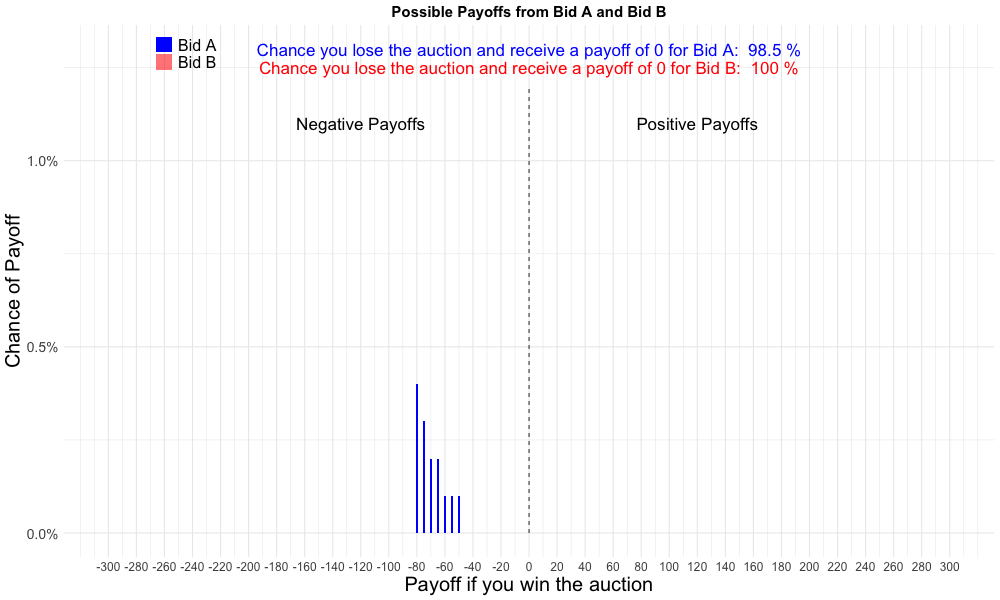 Possible Payoffs from Bid A and Bid B
Bid A
Bid B
Chance you lose the auction and receive a payoff of 0 for Bid A:  98.5 %
Chance you lose the auction and receive a payoff of 0 for Bid B:  100 %
Negative Payoffs
Positive Payoffs
Chance of Payoff
1.0%
0.5%
0.0%
-300 -280 -260 -240 -220 -200 -180 -160 -140 -120 -100 -80 -60 -40 -20 0 20 40 60 80 100 120 140 160 180 200 220 240 260 280 300
Payoff if you win the auction